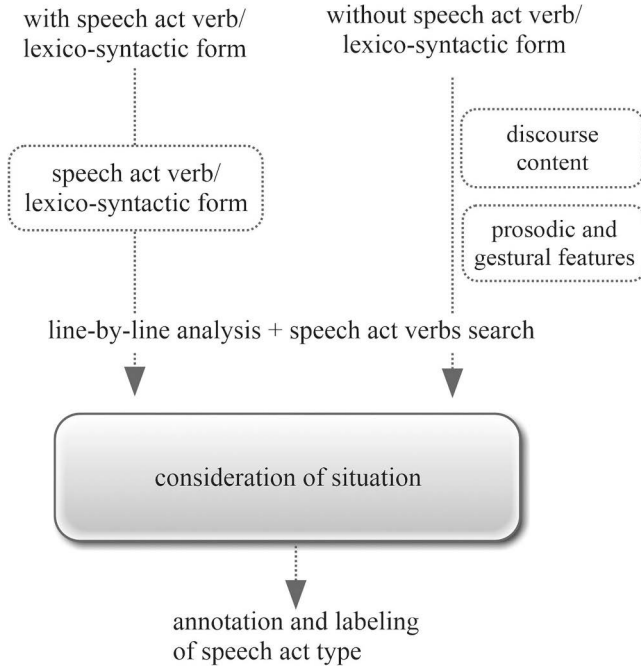 with speech act verb/
lexico-syntactic form
without speech act verb/
lexico-syntactic form
speech act verb/
lexico-syntactic form
discourse
content
prosodic and
gestural features
line-by-line analysis + speech act verbs search
consideration of situation
annotation and labeling
of speech act type